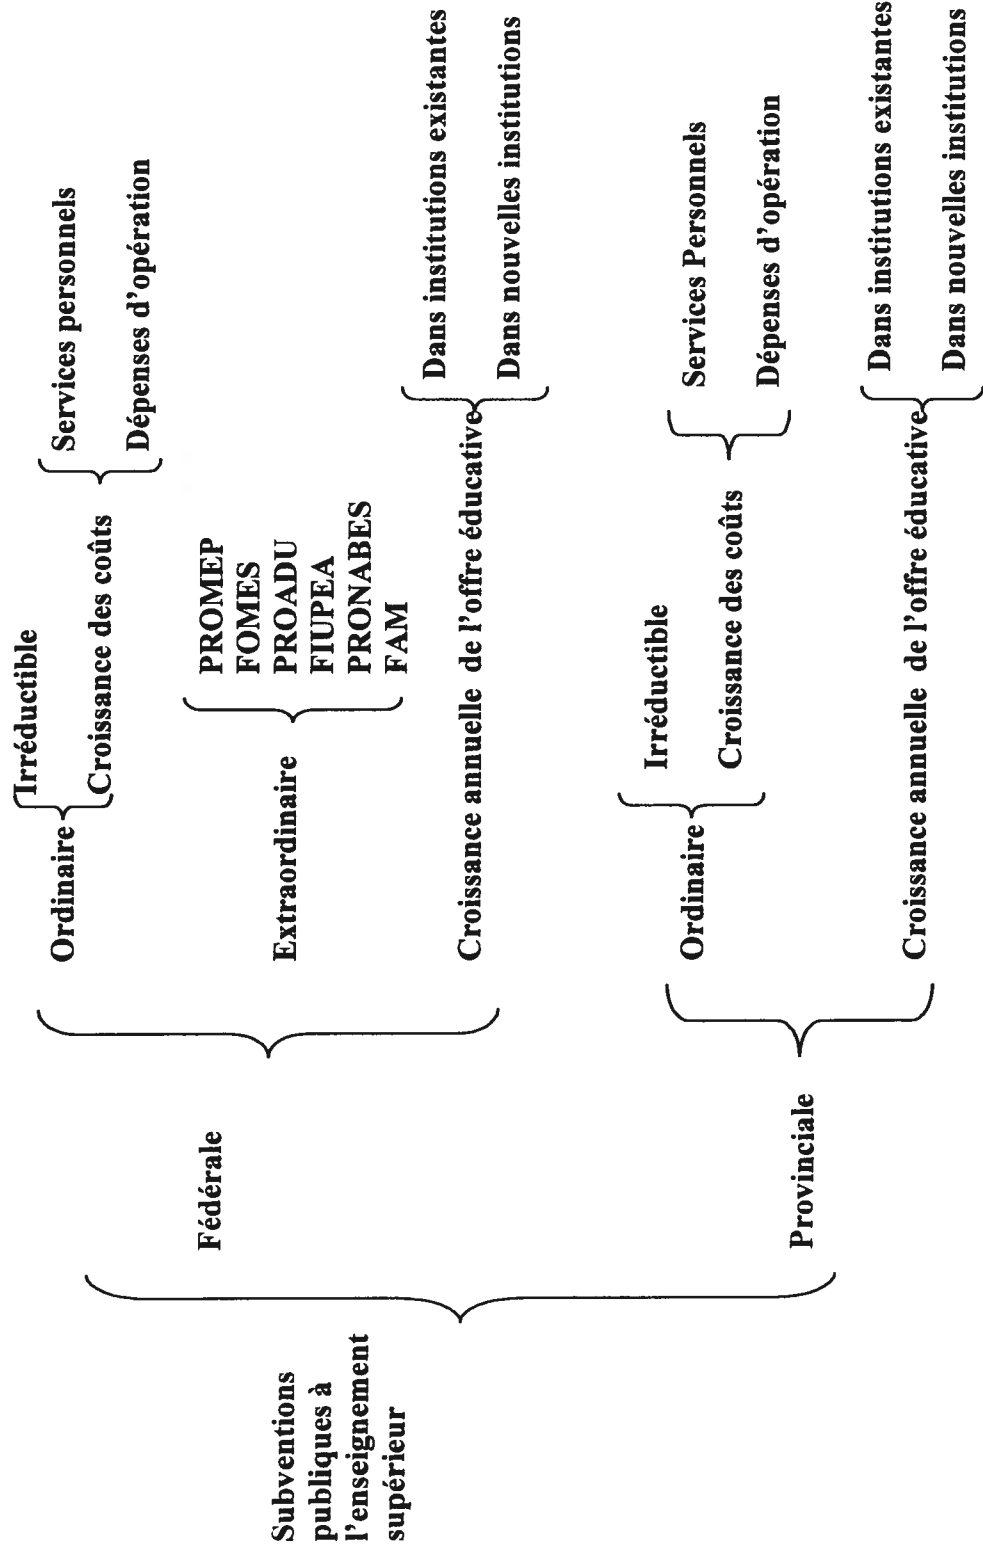 Subventions
publiques à
l'enseignement
supérieur
Fédérale
Ordinaire
Irréductible
Croissance des coûts
Services personnels
Dépenses d'opération
Extraordinaire
PROMEP
FOMES
PROADU
FIUPEA
PRONABES
FAM
Croissance annuelle de l'offre éducative
Dans institutions existantes
Dans nouvelles institutions
Provinciale
Ordinaire
Irréductible
Croissance des coûts
Services Personnels
Dépenses d'opération
Croissance annuelle de l'offre éducative
Dans institutions existantes
Dans nouvelles institutions